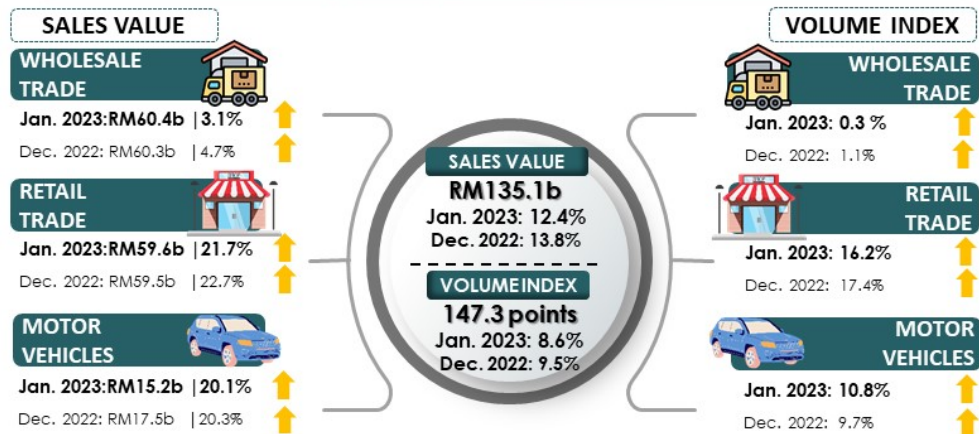 SALES VALUE
WHOLESALE
TRADE
Jan. 2023:RM60.4b |3.1%
Dec. 2022: RM60.3b |4.7%
RETAIL
TRADE
Jan. 2023:RM59.6b |21.7%
Dec. 2022: RM59.5b |22.7%
MOTOR
VEHICLES
Jan. 2023:RM15.2b |20.1%
Dec. 2022: RM17.5b |20.3%
SALES VALUE
RM135.1b
Jan. 2023: 12.4%
Dec. 2022: 13.8%
VOLUME INDEX
147.3 points
Jan. 2023: 8.6%
Dec. 2022: 9.5%
VOLUME INDEX
WHOLESALE
TRADE
Jan. 2023: 0.3 %
Dec. 2022: 1.1%
RETAIL
TRADE
Jan. 2023: 16.2%
Dec. 2022: 17.4%
MOTOR
VEHICLES
Jan. 2023: 10.8%
Dec. 2022: 9.7%